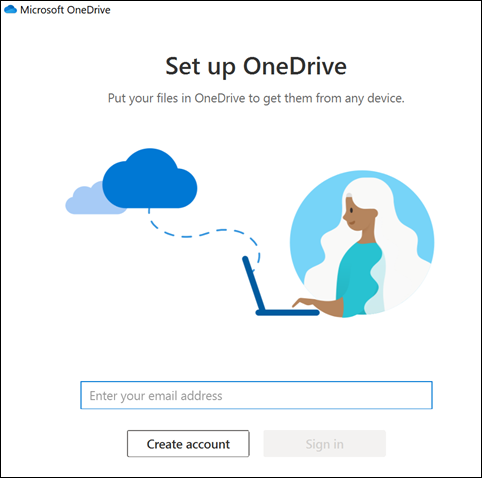 Microsoft OneDrive
Set up OneDrive
Put your files in OneDrive to get them from any device.
Enter your email address
Create account
Sign in